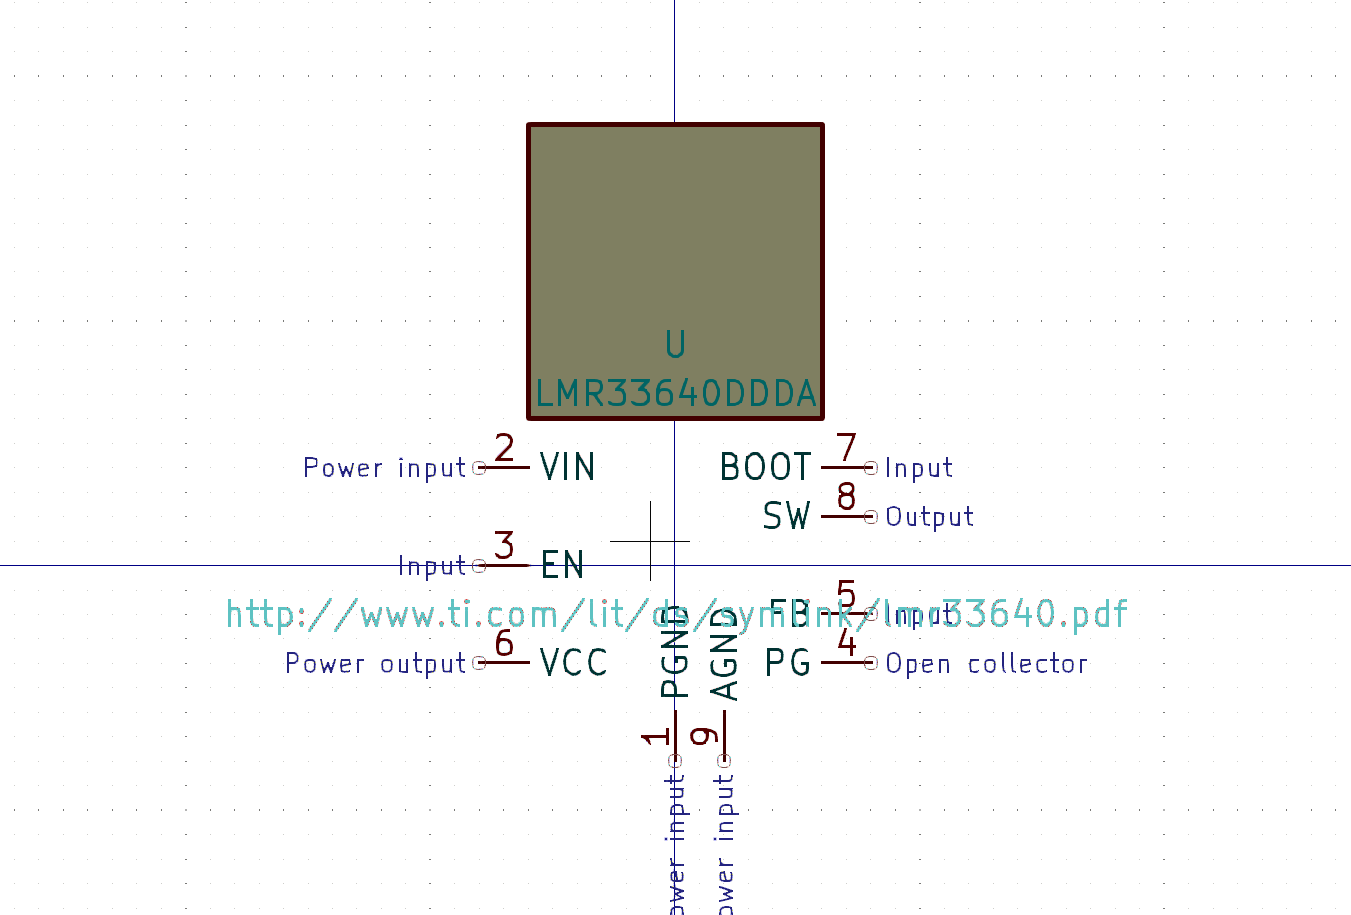 U
LMR33640DDDA
Power input 2 VIN
BOOT 7 Input
SW 8 Output
Input 3 EN
http://www.ti.com/lit/ds/symlink/lmr33640.pdf
FB 5 Input
Power output 6 VCC
PG 4 Open collector
PGND
AGND
1
9
ower input
ower input